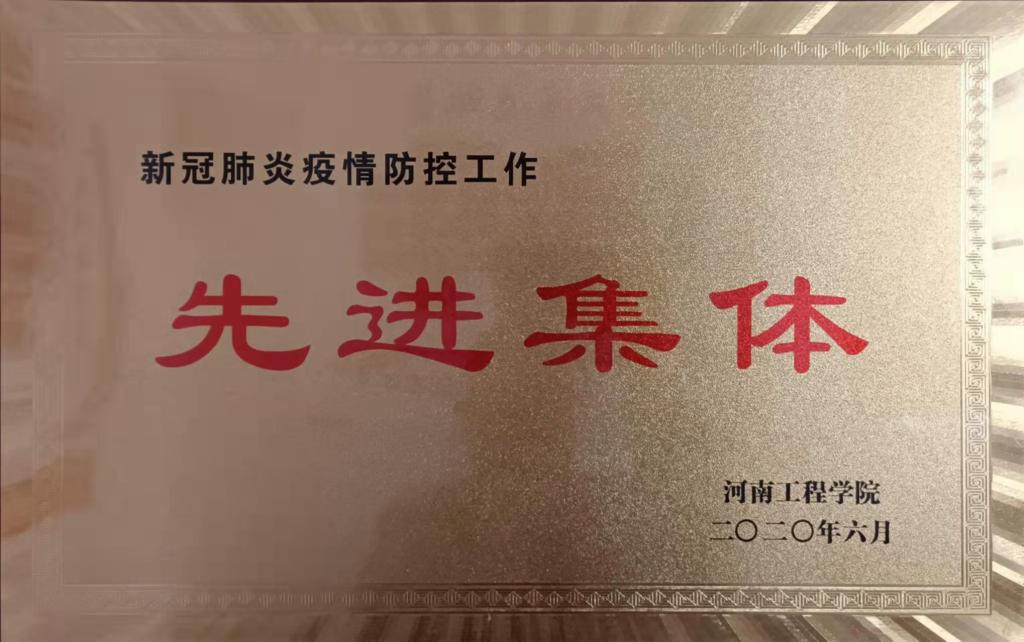 新冠肺炎疫情防控工作
先进集体
河南工程学院
二〇二〇年六月